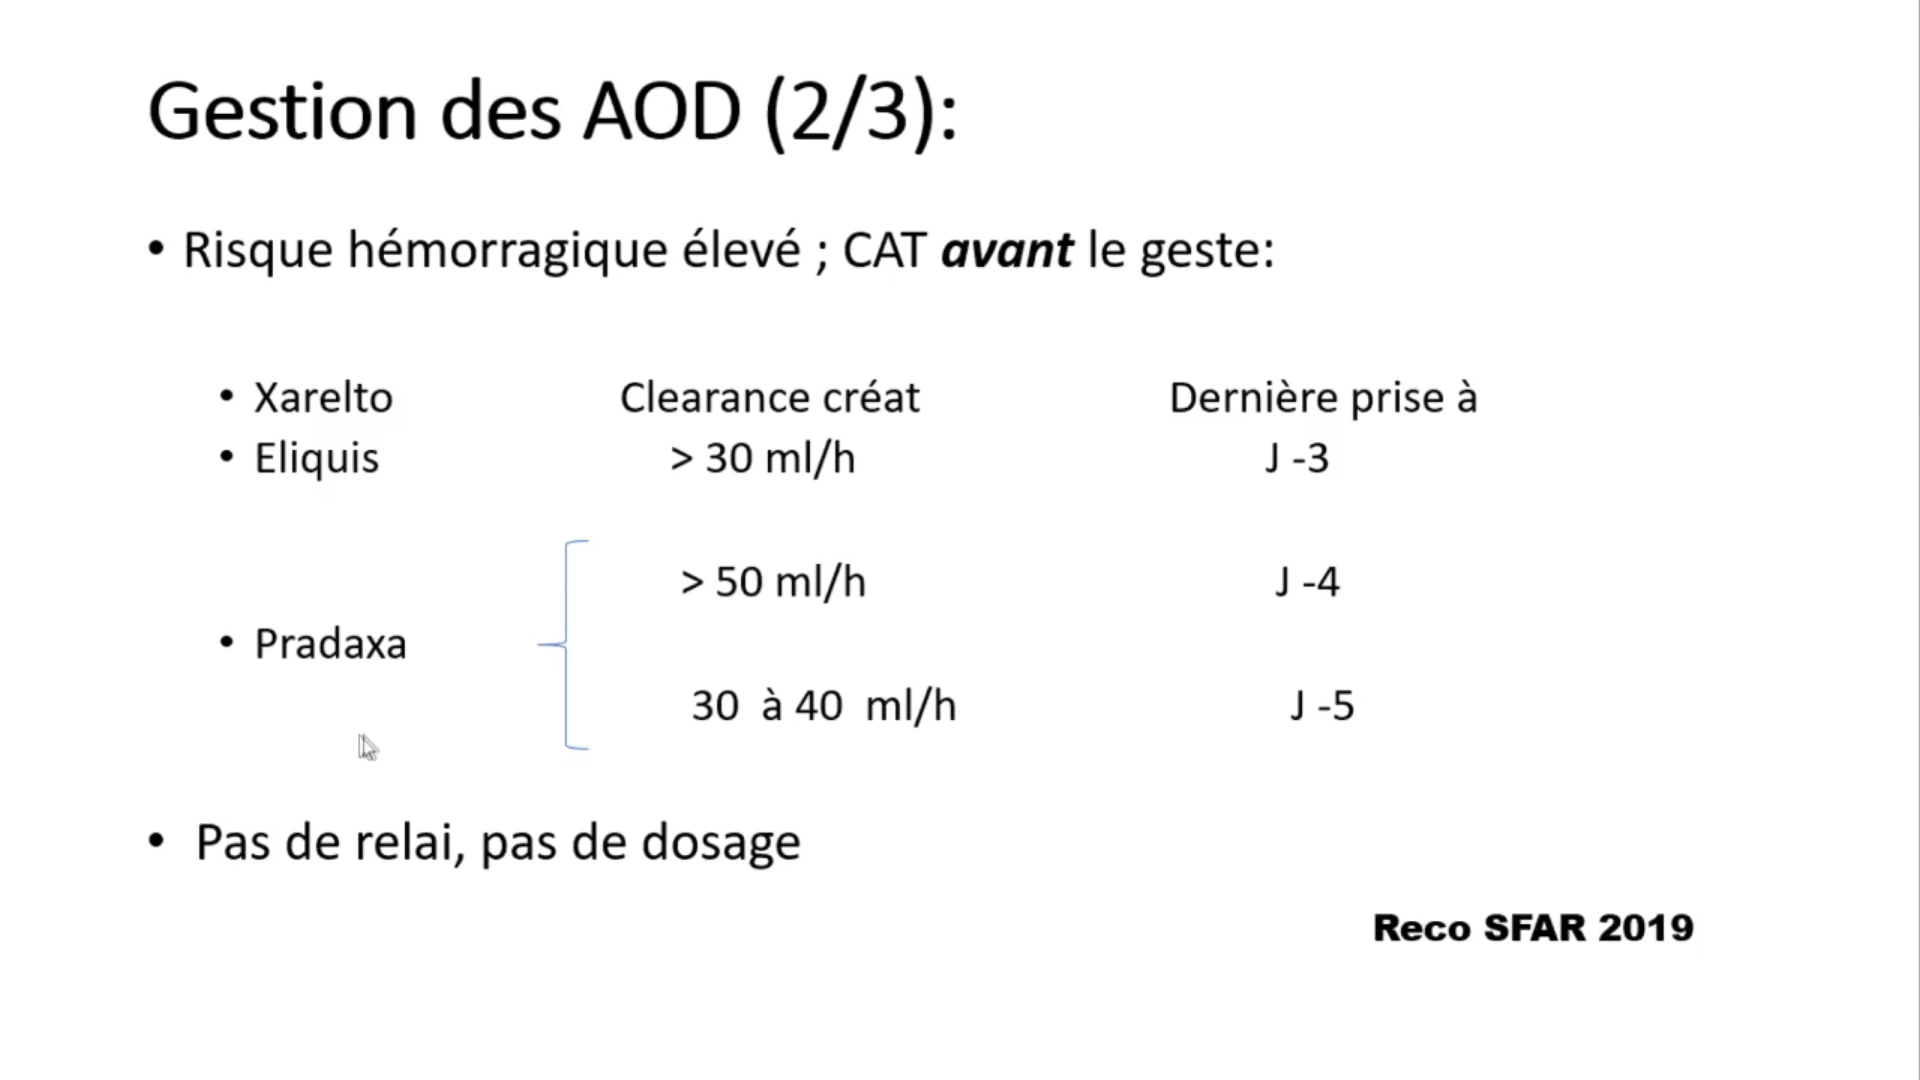 Gestion des AOD (2/3):
• Risque hémorragique élevé ; CAT avant le geste:
• Xarelto Clearance créat Dernière prise à
• Eliquis > 30 ml/h J -3
> 50 ml/h J -4
• Pradaxa
30 à 40 ml/h J -5
• Pas de relai, pas de dosage
Reco SFAR 2019